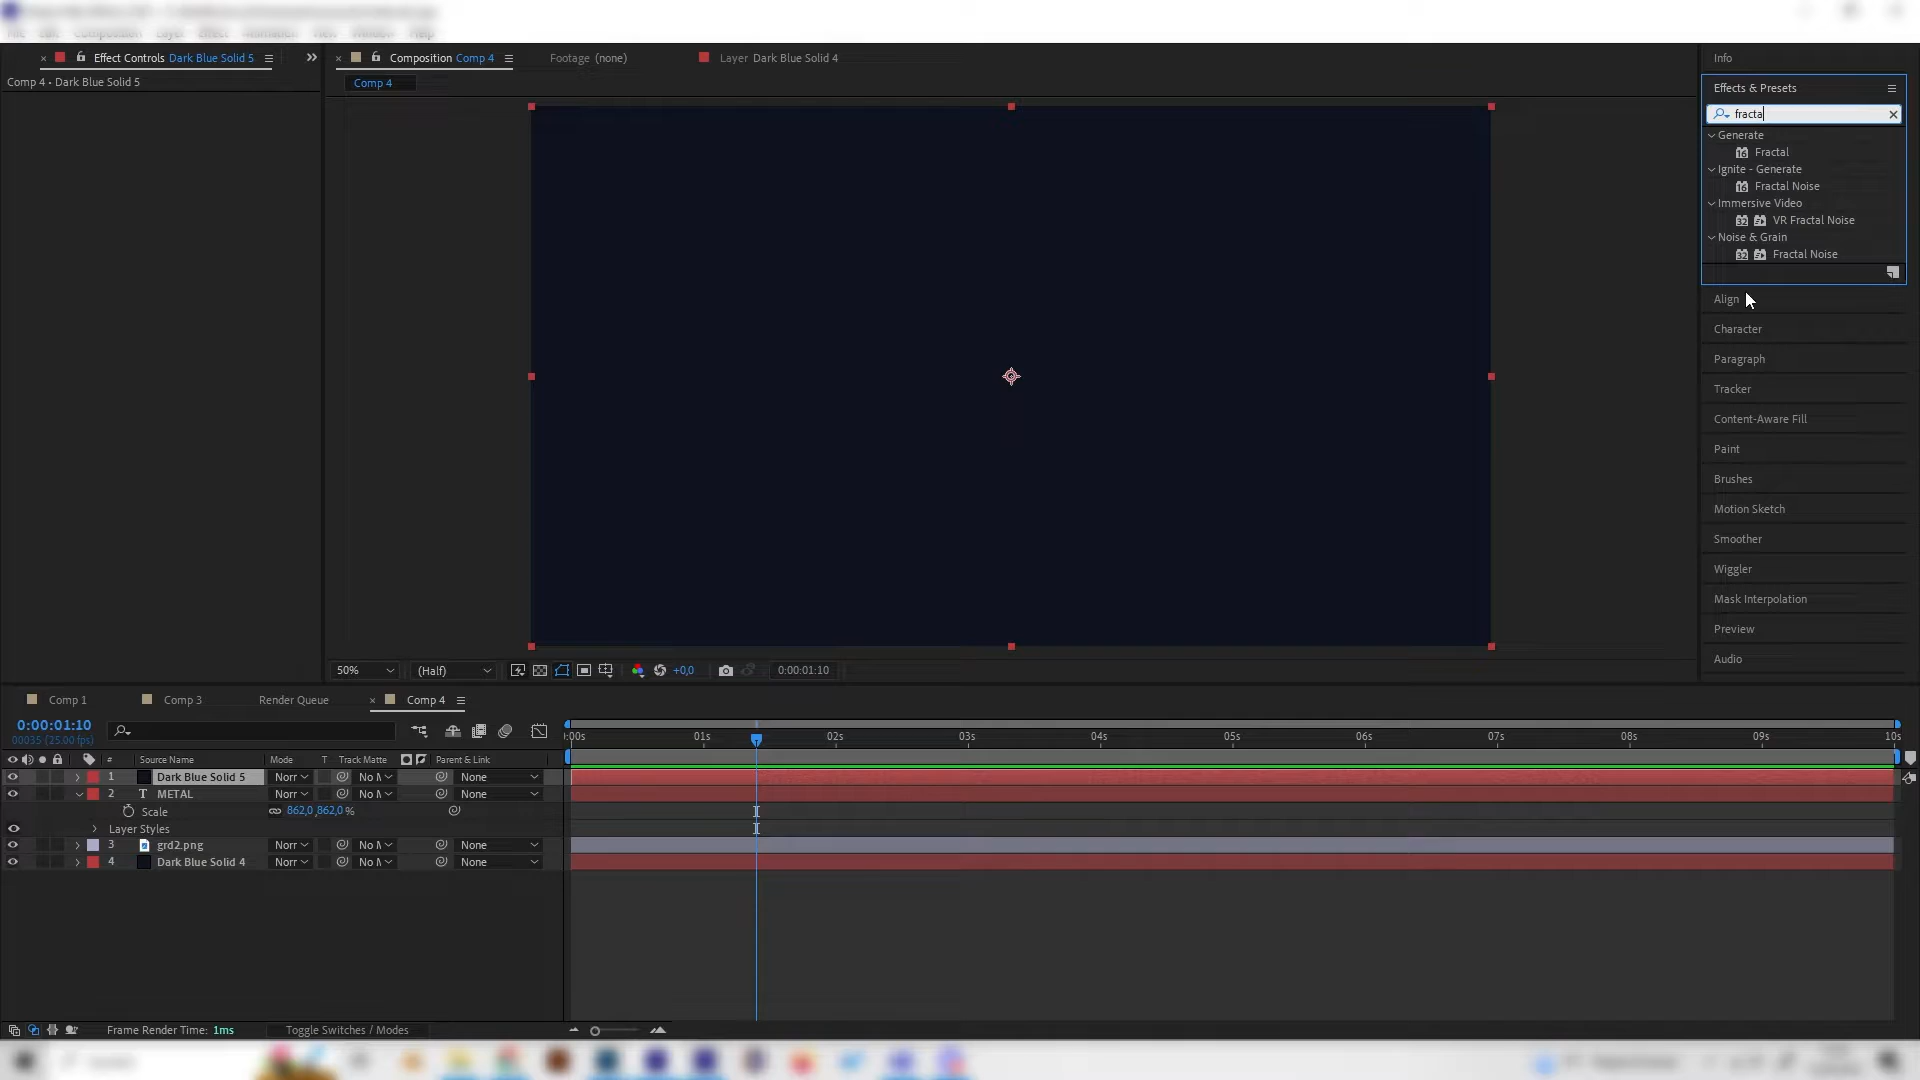 Effect Controls Dark Blue Solid 5
Composition Comp 4
Footage (none)
Layer Dark Blue Solid 4
Info
Comp 4 • Dark Blue Solid 5
Comp 4
Effects & Presets
fracta
Generate
16 Fractal
Ignite - Generate
16 Fractal Noise
Immersive Video
32 VR Fractal Noise
Noise & Grain
32 Fractal Noise
Align
Character
Paragraph
Tracker
Content-Aware Fill
Paint
Brushes
Motion Sketch
Smoother
Wiggler
Mask Interpolation
Preview
Audio
50% (Half) +0,0 0:00:01:10
Comp 1 Comp 3 Render Queue Comp 4
0:00:01:10
00035 (25.00 fps)
:00s 01s 02s 03s 04s 05s 06s 07s 08s 09s 10s
# Source Name Mode T Track Matte Parent & Link
1 Dark Blue Solid 5 Norr No M None
2 T METAL Norr No M None
Scale 862,0,862,0%
Layer Styles
3 grd2.png Norr No M None
4 Dark Blue Solid 4 Norr No M None
Frame Render Time: 1ms Toggle Switches / Modes